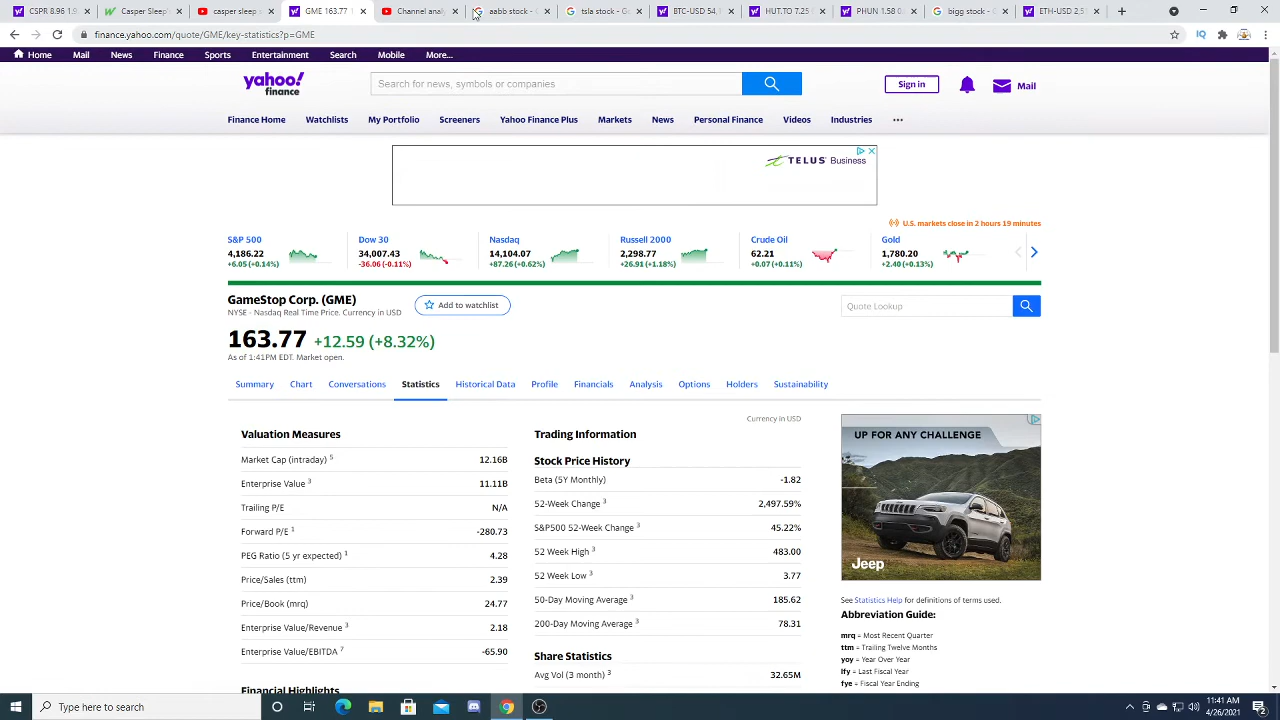 CSPR 8.96 1.9
Casper Sleep
casper sleep
GME 163.77 1
Channel analy
aabb stock -
tsla stock - G
BTC-USD 54,
HUT.TO 7.25
PHUN 1.58
bigg stock -
ETH-USD 2,5
finance.yahoo.com/quote/GME/key-statistics?p=GME
Home Mail News Finance Sports Entertainment Search Mobile More...
yahoo! finance
Search for news, symbols or companies
Sign in
Mail
Finance Home Watchlists My Portfolio Screeners Yahoo Finance Plus Markets News Personal Finance Videos Industries ...
TELUS Business
U.S. markets close in 2 hours 19 minutes
S&P 500
4,186.22
+6.05 (+0.14%)
Dow 30
34,007.43
-36.06 (-0.11%)
Nasdaq
14,104.07
+87.26 (+0.62%)
Russell 2000
2,298.77
+26.91 (+1.18%)
Crude Oil
62.21
+0.07 (+0.11%)
Gold
1,780.20
+2.40 (+0.13%)
GameStop Corp. (GME)
NYSE - Nasdaq Real Time Price. Currency in USD
Add to watchlist
Quote Lookup
163.77 +12.59 (+8.32%)
As of 1:41PM EDT. Market open.
Summary Chart Conversations Statistics Historical Data Profile Financials Analysis Options Holders Sustainability
Currency in USD
Valuation Measures
Market Cap (intraday) 5 12.16B
Enterprise Value 3 11.11B
Trailing P/E N/A
Forward P/E 1 -280.73
PEG Ratio (5 yr expected) 1 4.28
Price/Sales (ttm) 2.39
Price/Book (mrq) 24.77
Enterprise Value/Revenue 3 2.18
Enterprise Value/EBITDA 7 -65.90
Financial Highlights
Trading Information
Stock Price History
Beta (5Y Monthly) -1.82
52-Week Change 3 2,497.59%
S&P500 52-Week Change 3 45.22%
52 Week High 3 483.00
52 Week Low 3 3.77
50-Day Moving Average 3 185.62
200-Day Moving Average 3 78.31
Share Statistics
Avg Vol (3 month) 3 32.65M
UP FOR ANY CHALLENGE
Jeep
See Statistics Help for definitions of terms used.
Abbreviation Guide:
mrq = Most Recent Quarter
ttm = Trailing Twelve Months
yoy = Year Over Year
lfy = Last Fiscal Year
fye = Fiscal Year Ending
Type here to search
11:41 AM
4/26/2021
2